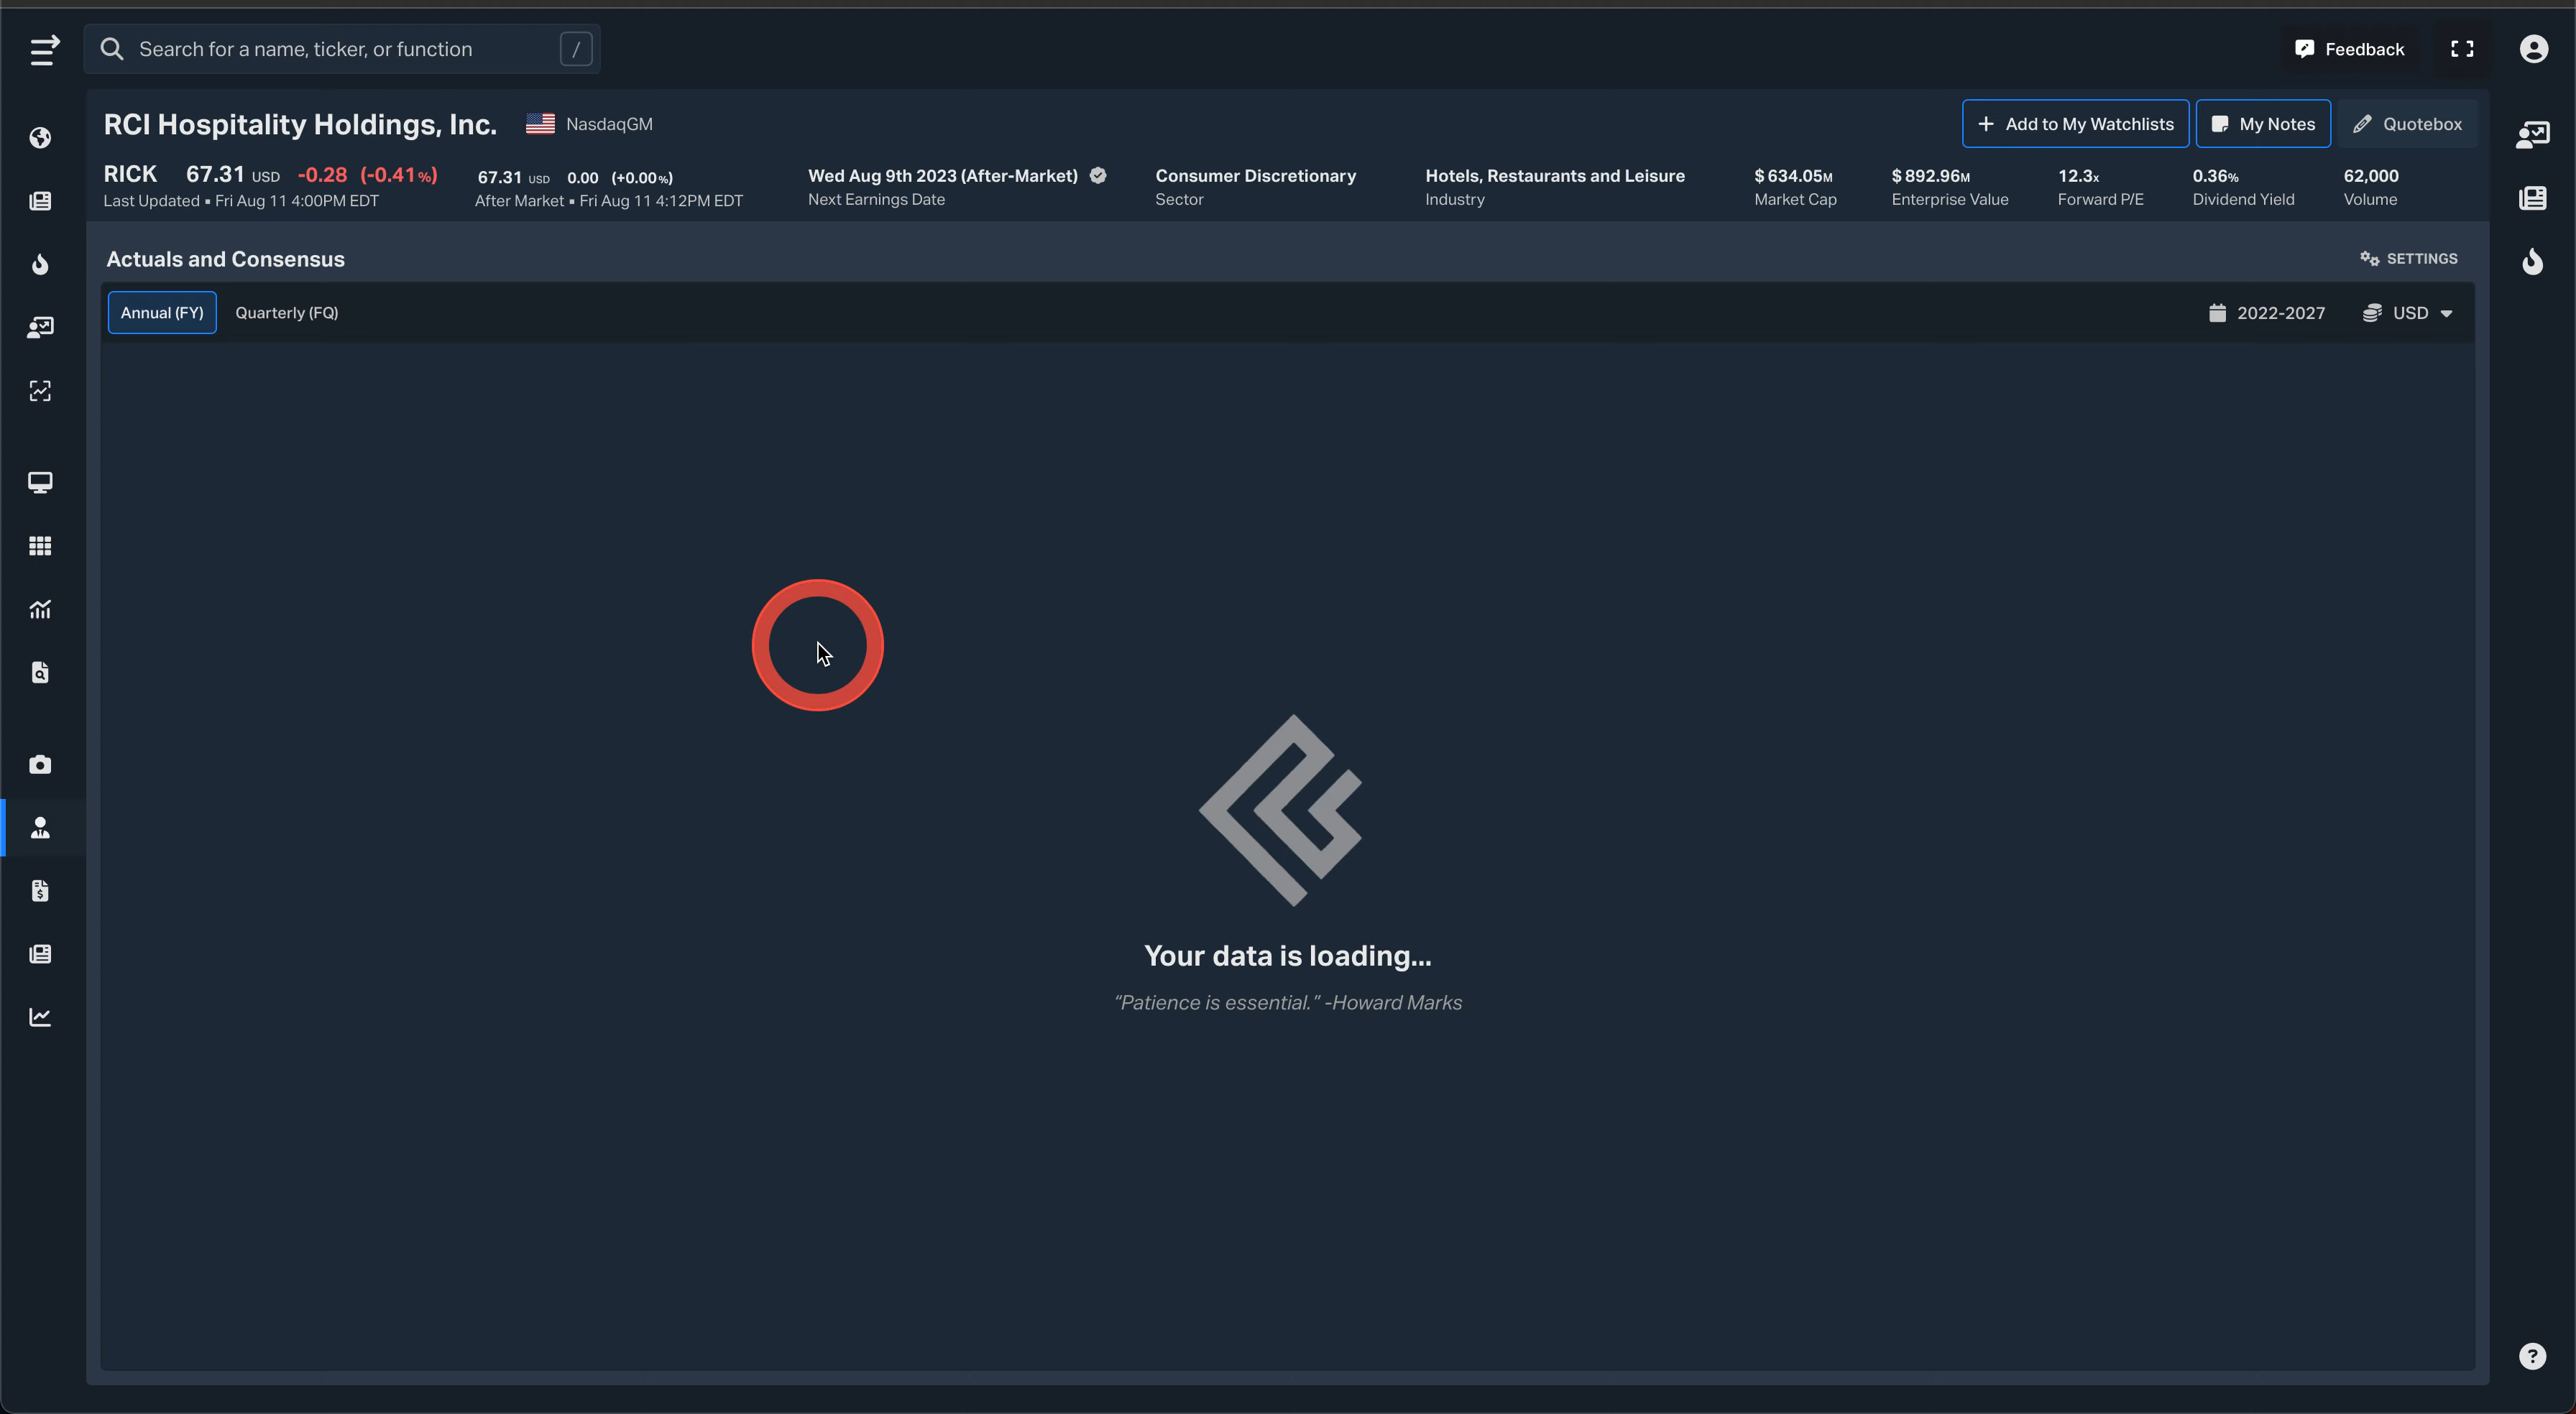 Search for a name, ticker, or function /
Feedback
RCI Hospitality Holdings, Inc. NasdaqGM
Add to My Watchlists My Notes Quotebox
RICK 67.31 USD -0.28 (-0.41%) 67.31 USD 0.00 (+0.00%) Wed Aug 9th 2023 (After-Market) Consumer Discretionary Hotels, Restaurants and Leisure $634.05M $892.96M 12.3x 0.36% 62,000
Last Updated ▪ Fri Aug 11 4:00PM EDT After Market ▪ Fri Aug 11 4:12PM EDT Next Earnings Date Sector Industry Market Cap Enterprise Value Forward P/E Dividend Yield Volume
Actuals and Consensus SETTINGS
Annual (FY) Quarterly (FQ) 2022-2027 USD
Your data is loading...
“Patience is essential.” -Howard Marks
?